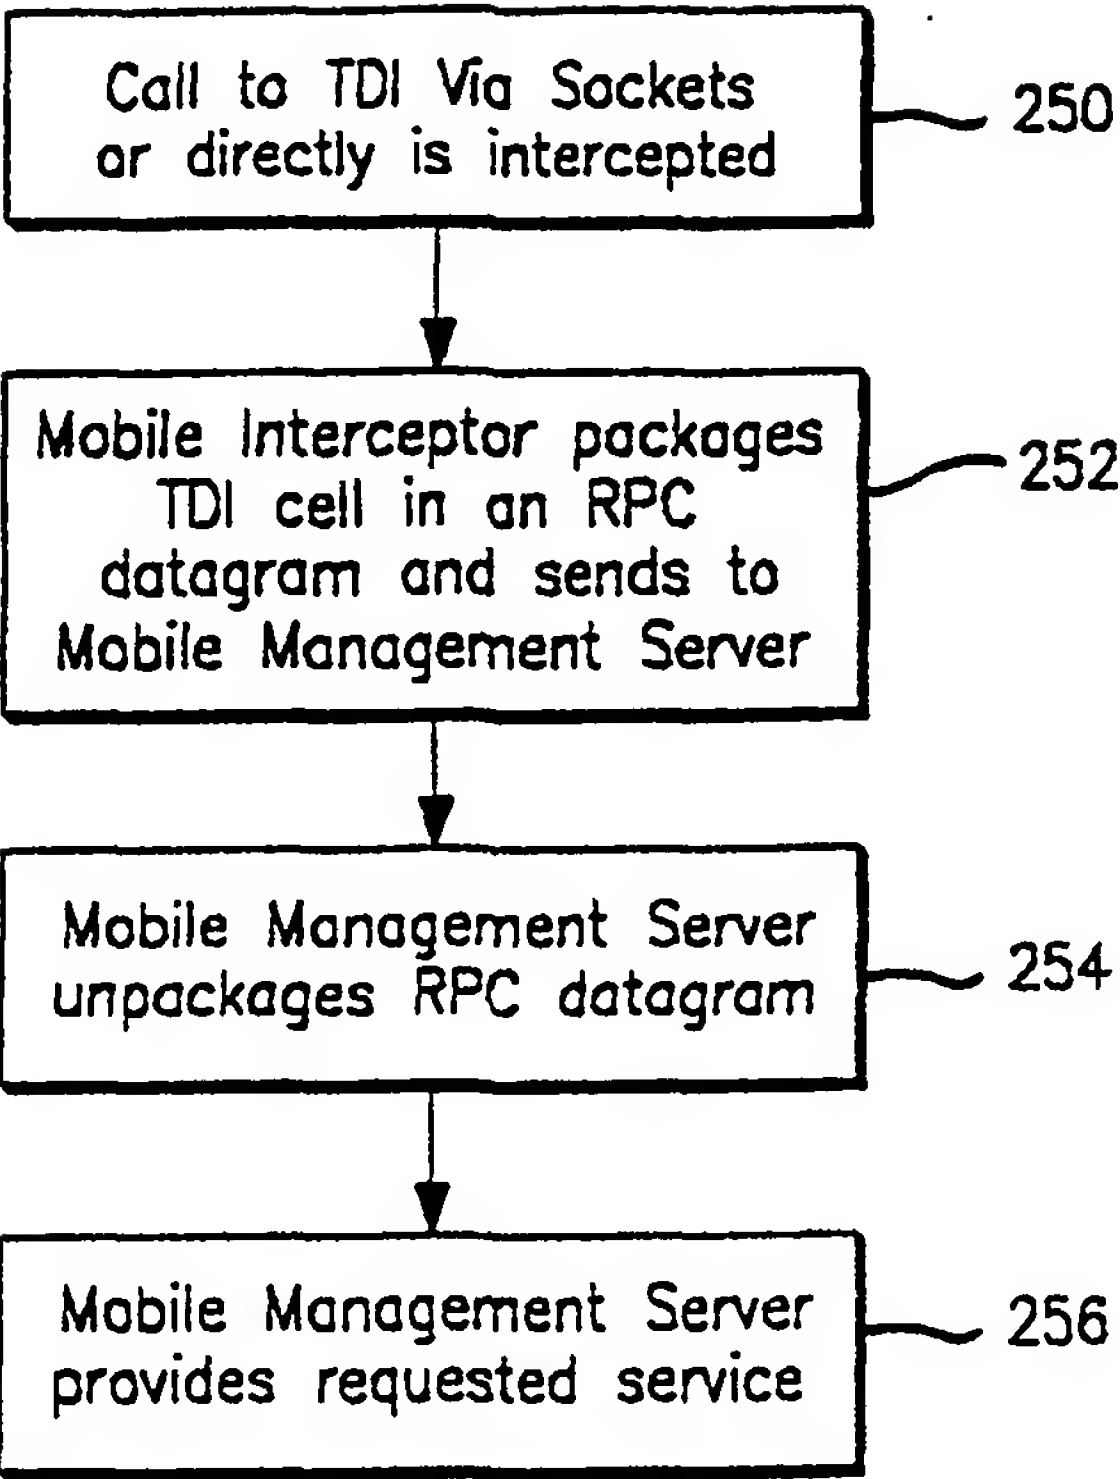 Call to TDI Via Sockets
or directly is intercepted
250
Mobile Interceptor packages
TDI cell in an RPC
datagram and sends to
Mobile Management Server
252
Mobile Management Server
unpackages RPC datagram
254
Mobile Management Server
provides requested service
256